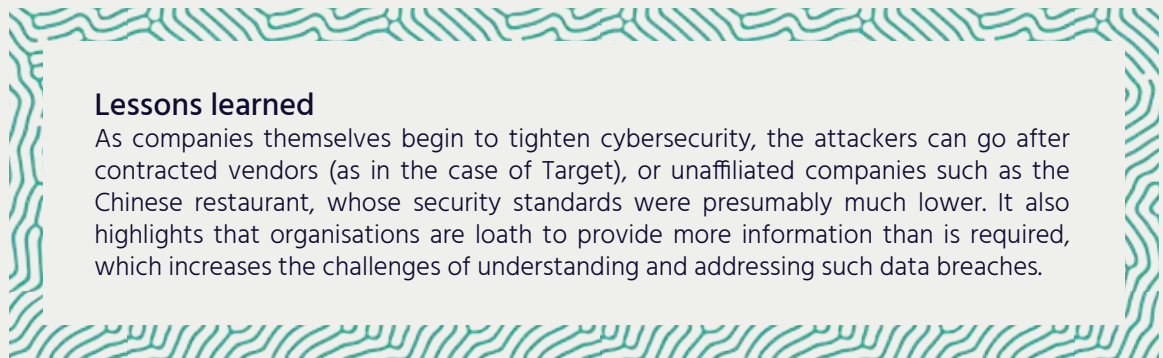 Lessons learned
As companies themselves begin to tighten cybersecurity, the attackers can go after
contracted vendors (as in the case of Target), or unaffiliated companies such as the
Chinese restaurant, whose security standards were presumably much lower. It also
highlights that organisations are loath to provide more information than is required,
which increases the challenges of understanding and addressing such data breaches.